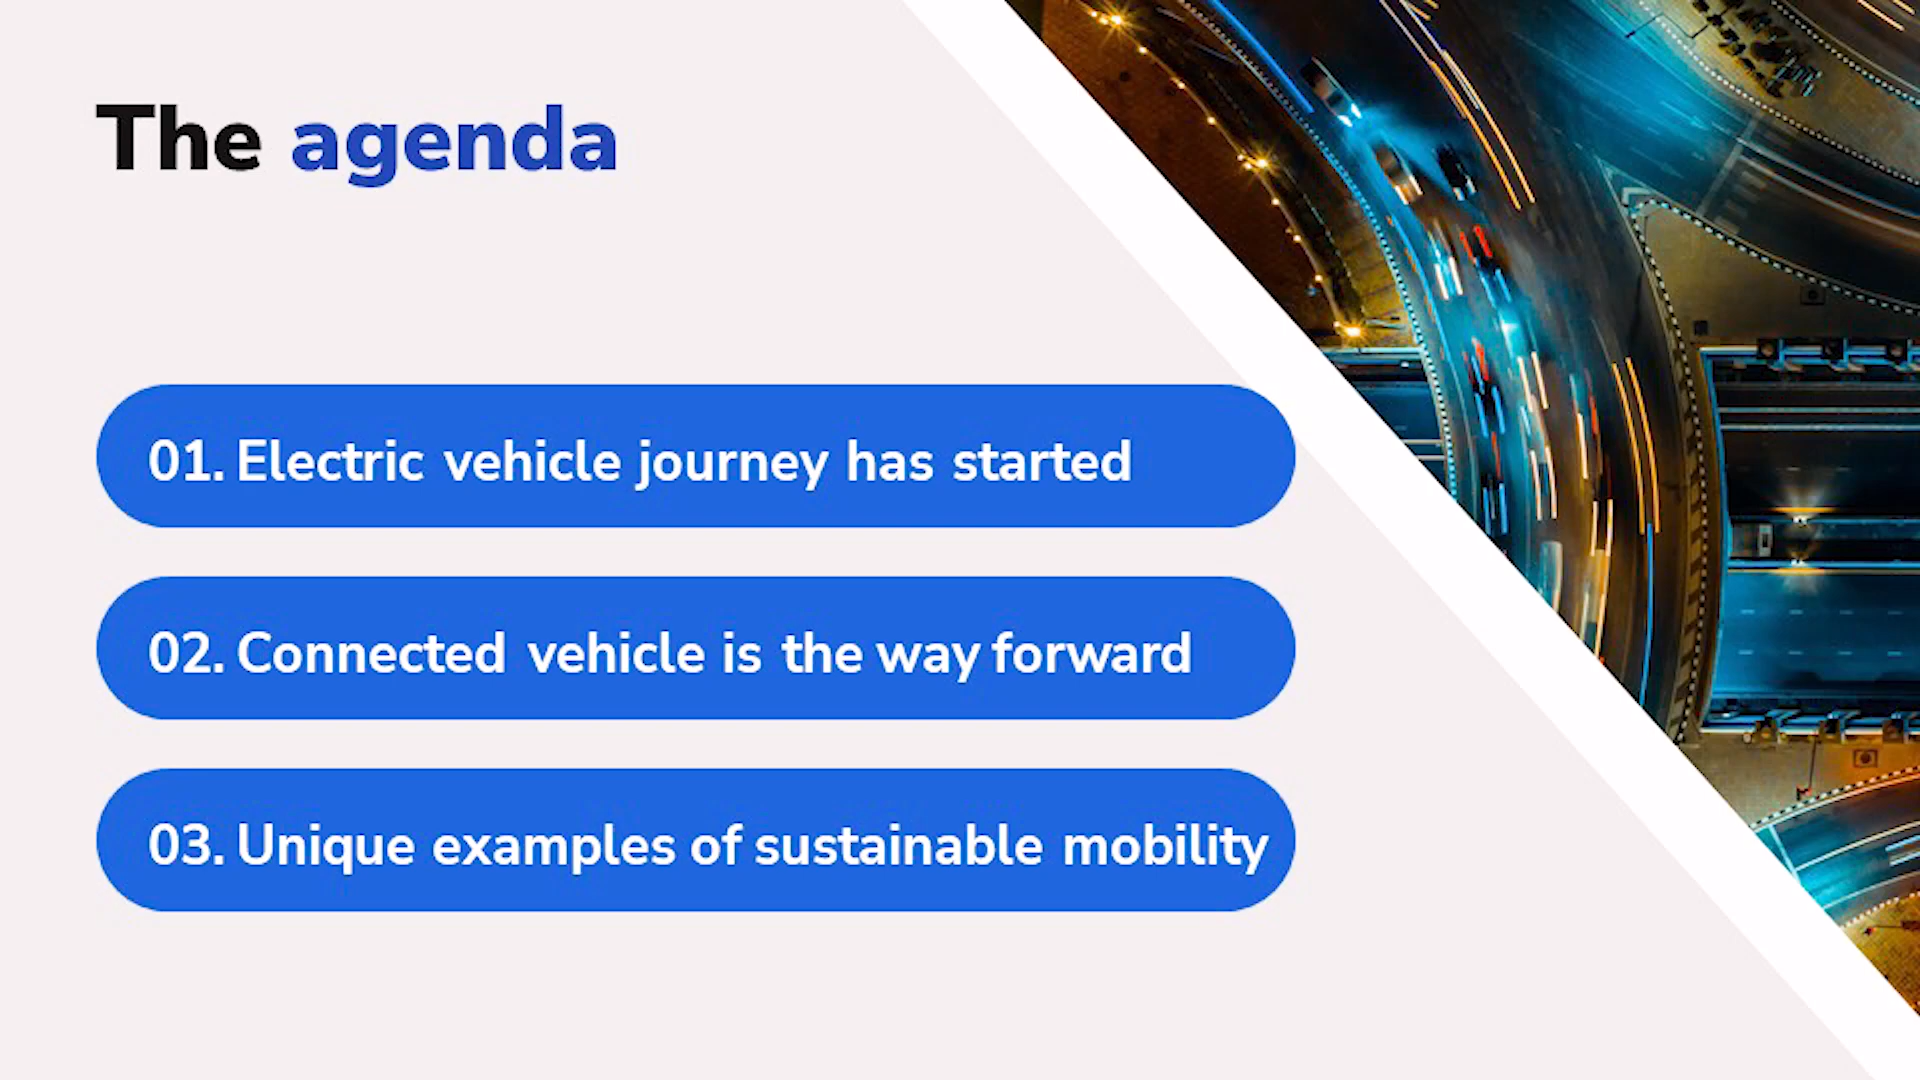 The agenda
01. Electric vehicle journey has started
02. Connected vehicle is the way forward
03. Unique examples of sustainable mobility